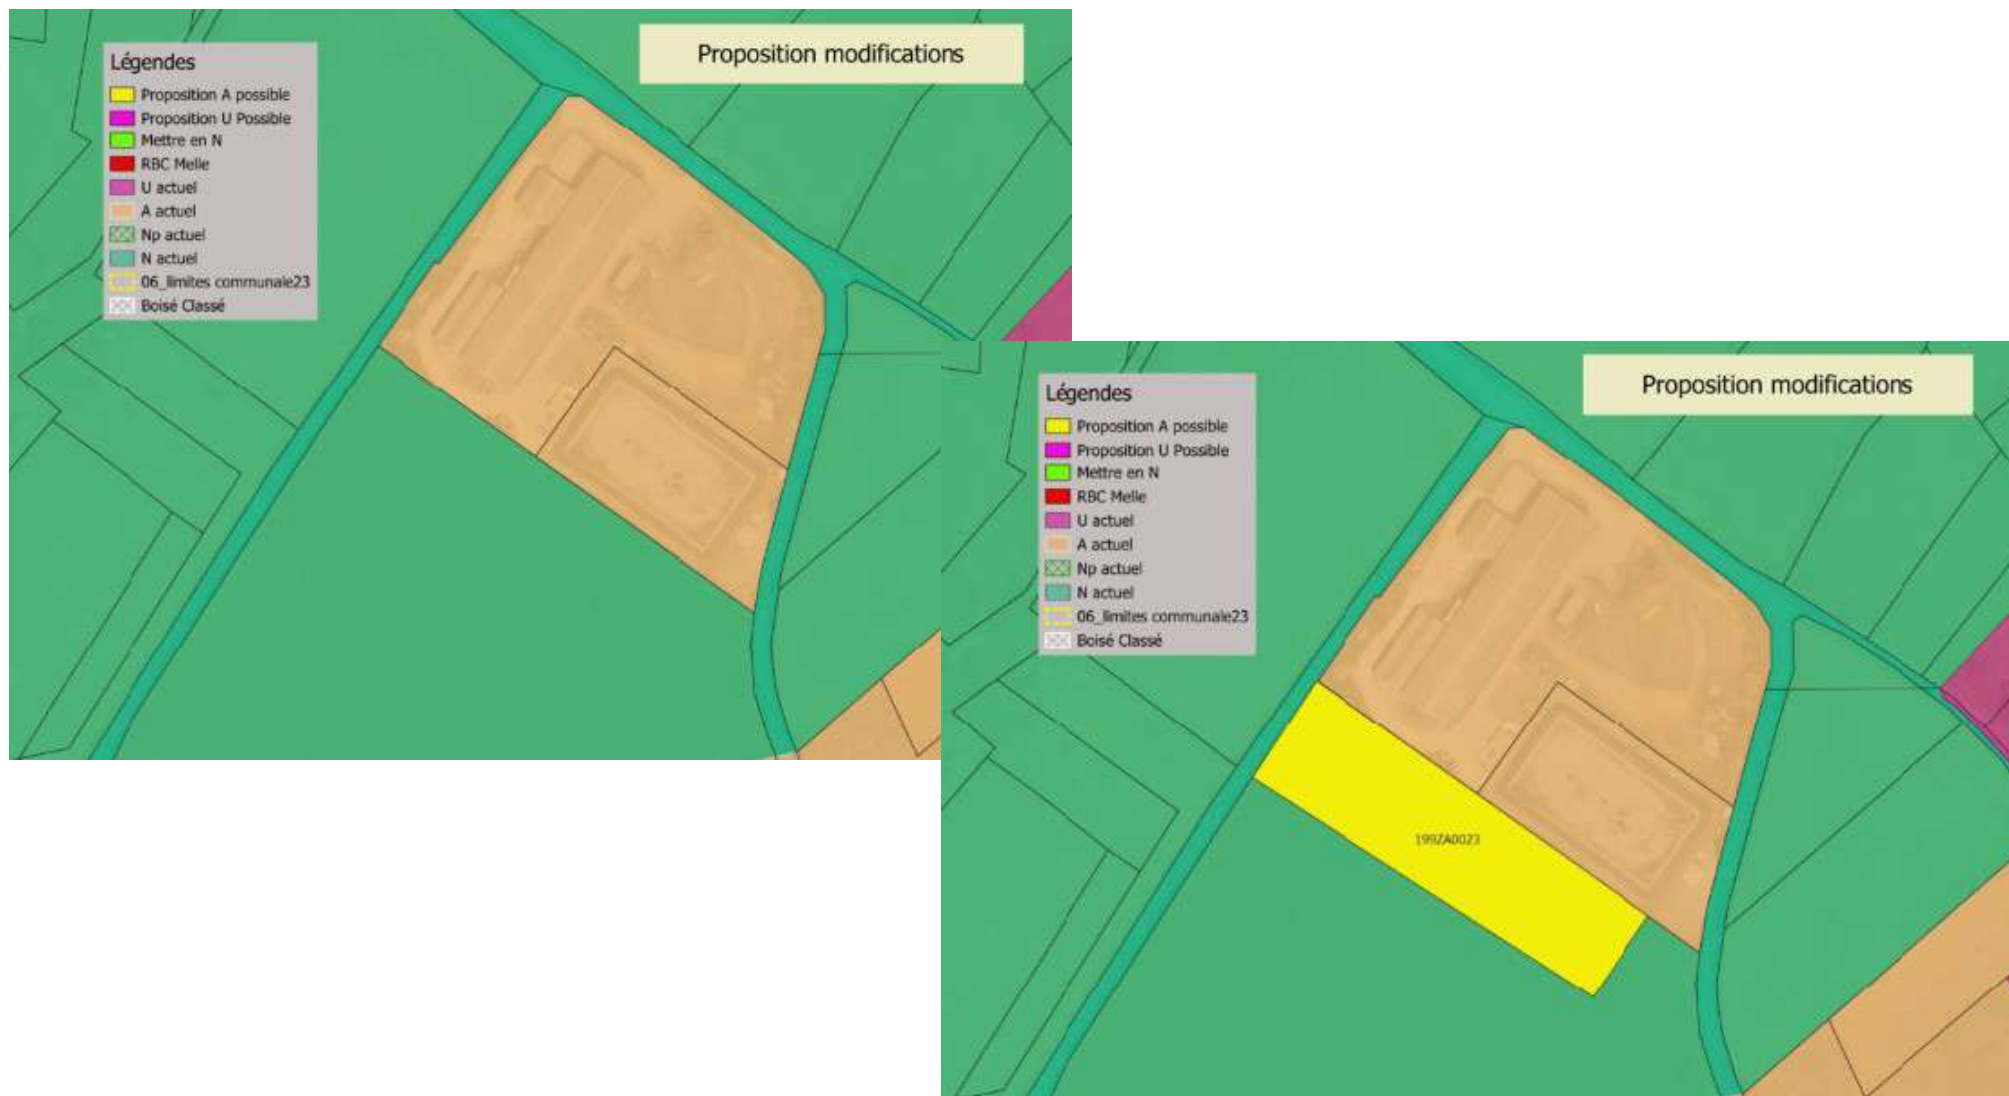 Proposition modifications
Légendes
Proposition A possible
Proposition U Possible
Mettre en N
RBC Melle
U actuel
A actuel
Np actuel
N actuel
06_limites communale23
Boisé Classé
Proposition modifications
Légendes
Proposition A possible
Proposition U Possible
Mettre en N
RBC Melle
U actuel
A actuel
Np actuel
N actuel
06_limites communale23
Boisé Classé
199ZA0023